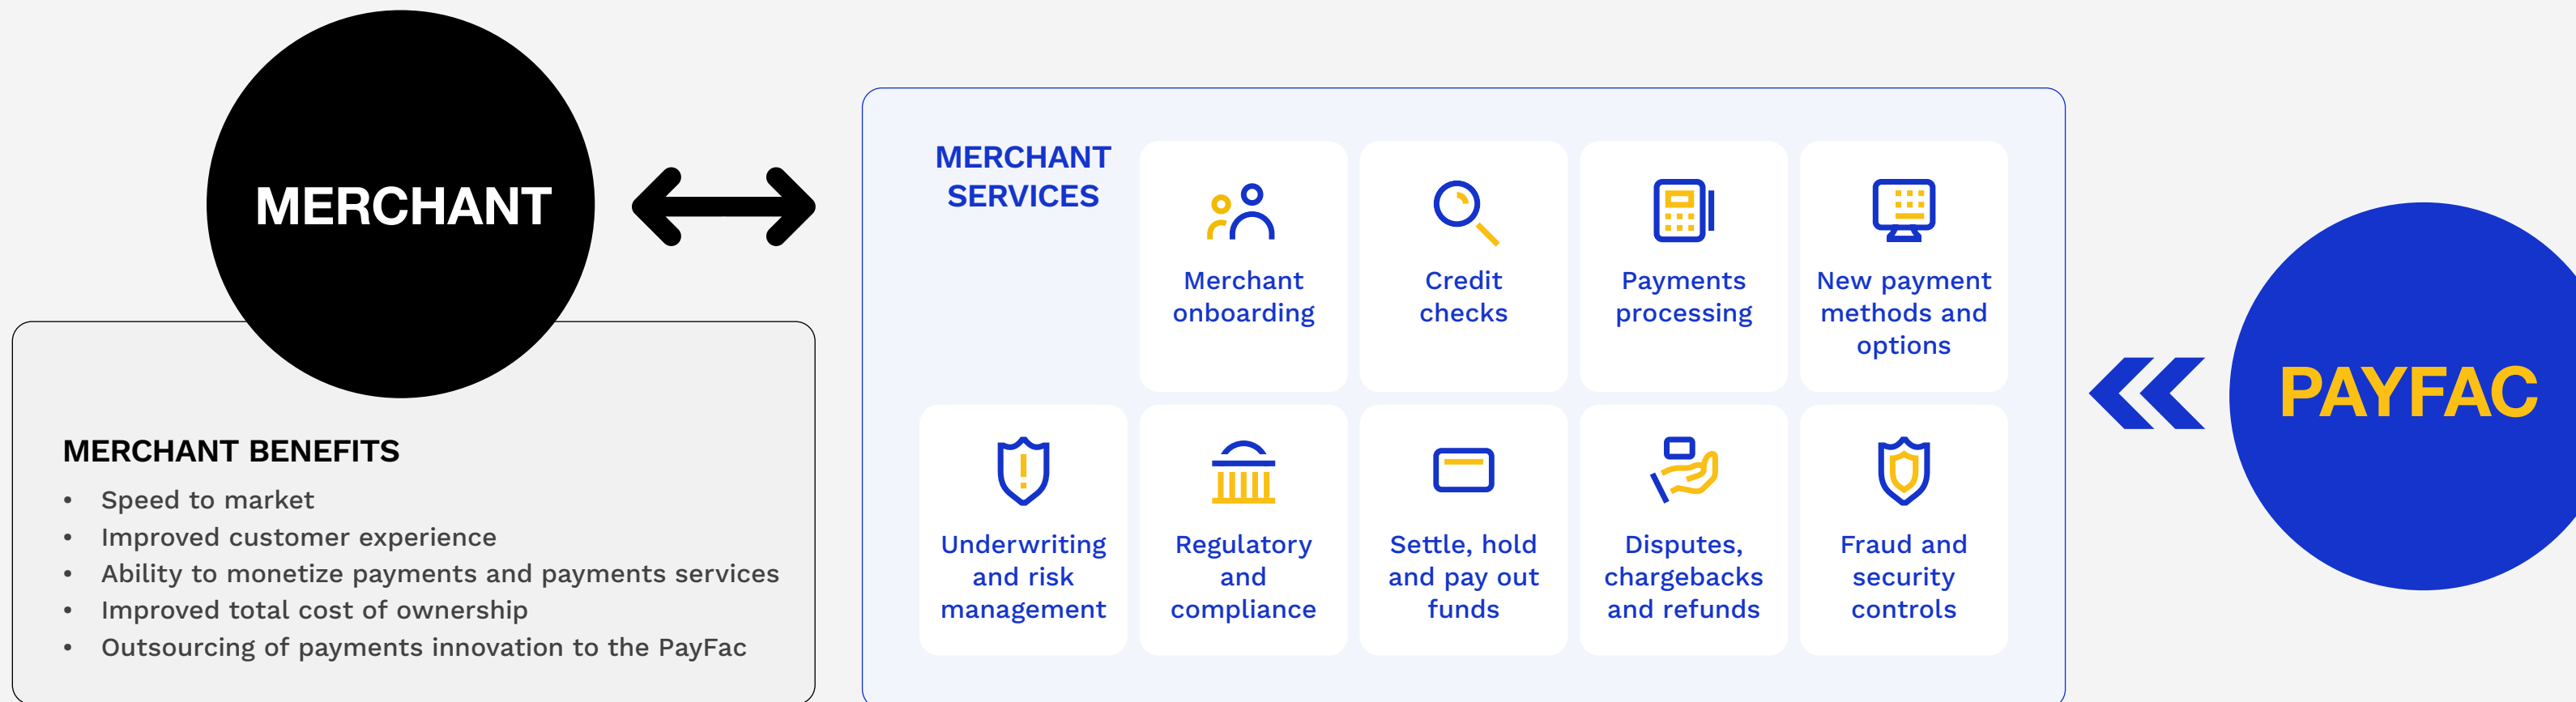 MERCHANT
MERCHANT BENEFITS
• Speed to market
• Improved customer experience
• Ability to monetize payments and payments services
• Improved total cost of ownership
• Outsourcing of payments innovation to the PayFac
MERCHANT
SERVICES
Merchant
onboarding
Credit
checks
Payments
processing
New payment
methods and
options
Underwriting
and risk
management
Regulatory
and
compliance
Settle, hold
and pay out
funds
Disputes,
chargebacks
and refunds
Fraud and
security
controls
PAYFAC